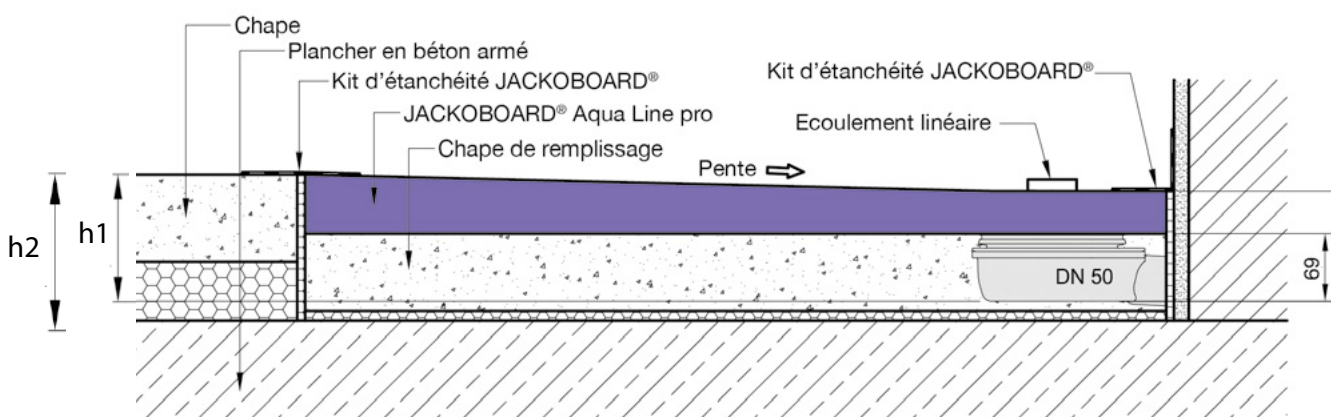 Chape
Plancher en béton armé
Kit d'étanchéité JACKOBOARD®
Kit d'étanchéité JACKOBOARD®
JACKOBOARD® Aqua Line pro
Ecoulement linéaire
Chape de remplissage
Pente
h2
h1
69
DN 50